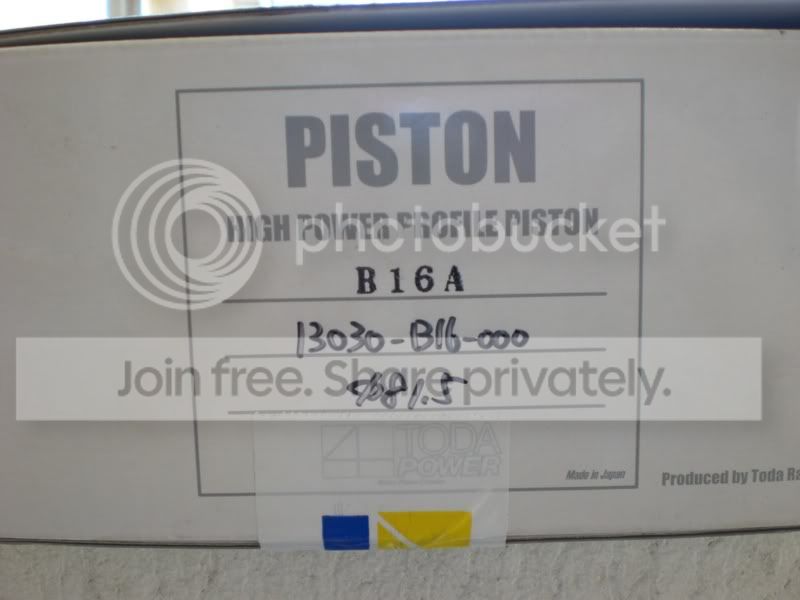 PISTON
HIGH POWER PROFILE PISTON
photobucket
B16A
13030-B16-000
Join free. Share privately.
φ81.5
TODA
POWER
Made in Japan
Produced by Toda Ra